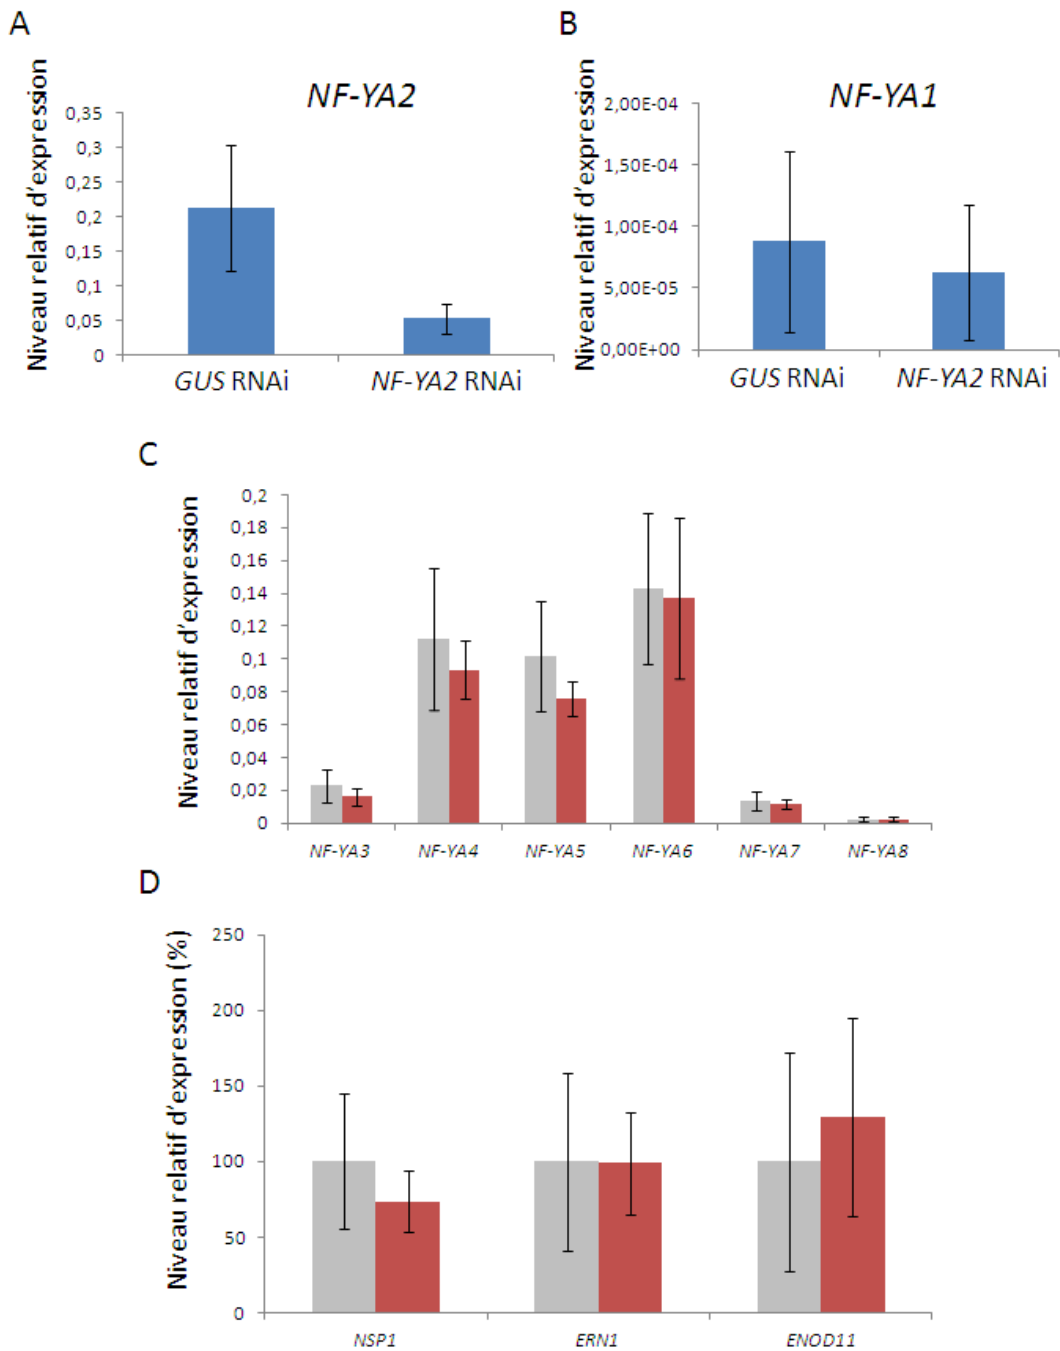 A
NF-YA2
Niveau relatif d'expression
0,35
0,3
0,25
0,2
0,15
0,1
0,05
0
GUS RNAi
NF-YA2 RNAi
B
NF-YA1
Niveau relatif d'expression
2,00E-04
1,50E-04
1,00E-04
5,00E-05
0,00E+00
GUS RNAi
NF-YA2 RNAi
C
Niveau relatif d'expression
0,2
0,18
0,16
0,14
0,12
0,1
0,08
0,06
0,04
0,02
0
NF-YA3
NF-YA4
NF-YA5
NF-YA6
NF-YA7
NF-YA8
D
Niveau relatif d'expression (%)
250
200
150
100
50
0
NSP1
ERN1
ENOD11